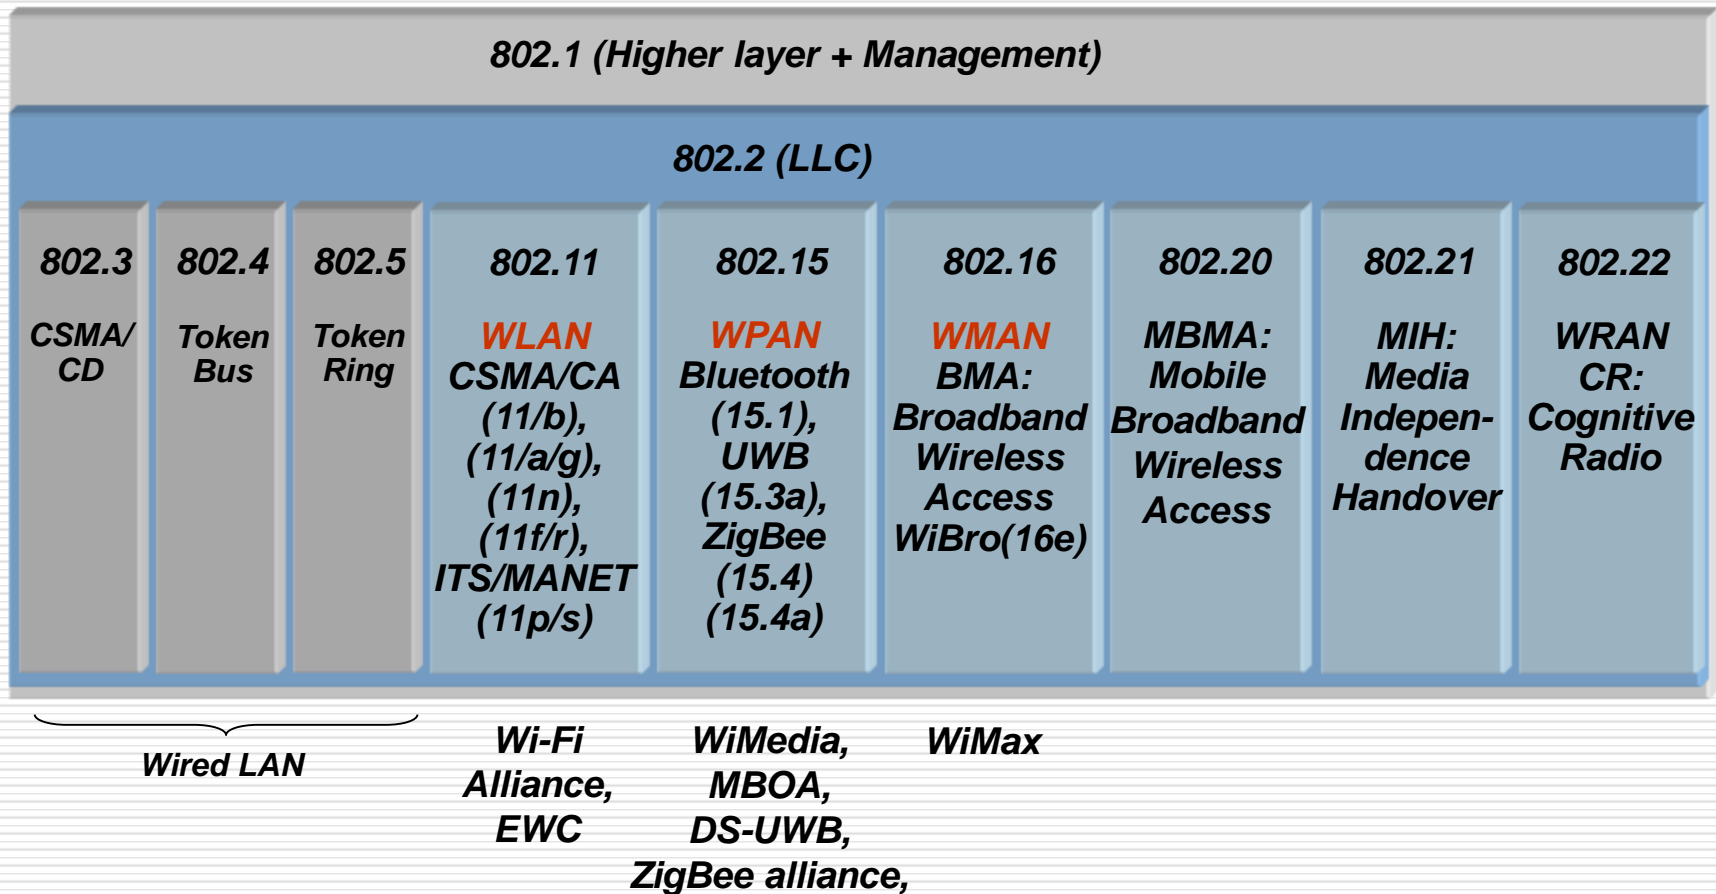 802.1 (Higher layer + Management)
802.2 (LLC)
802.3
CSMA/
CD
802.4
Token
Bus
802.5
Token
Ring
802.11
WLAN
CSMA/CA
(11/b),
(11/a/g),
(11n),
(11f/r),
ITS/MANET
(11p/s)
802.15
WPAN
Bluetooth
(15.1),
UWB
(15.3a),
ZigBee
(15.4)
(15.4a)
802.16
WMAN
BMA:
Broadband
Wireless
Access
WiBro(16e)
802.20
MBMA:
Mobile
Broadband
Wireless
Access
802.21
MIH:
Media
Indepen-
dence
Handover
802.22
WRAN
CR:
Cognitive
Radio
Wired LAN
Wi-Fi
Alliance,
EWC
WiMedia,
MBOA,
DS-UWB,
ZigBee alliance,
WiMax